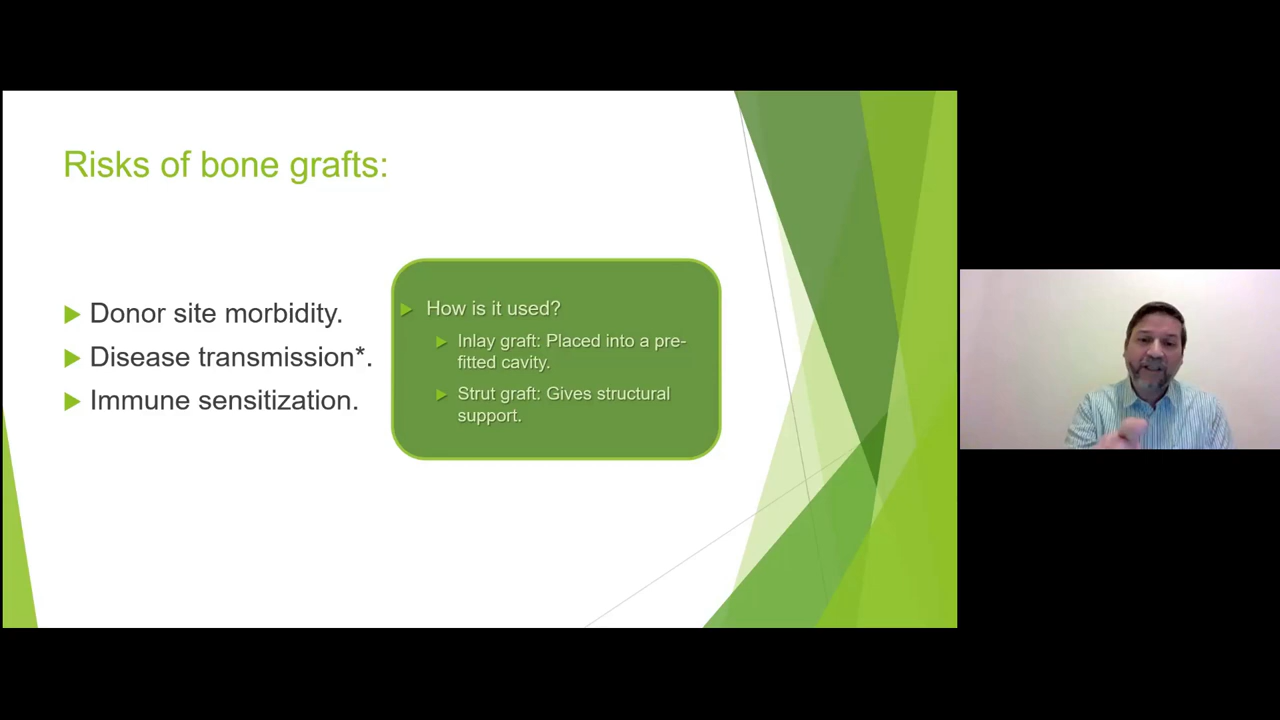 Risks of bone grafts:
Donor site morbidity.
Disease transmission*.
Immune sensitization.
How is it used?
Inlay graft: Placed into a pre-
fitted cavity.
Strut graft: Gives structural
support.